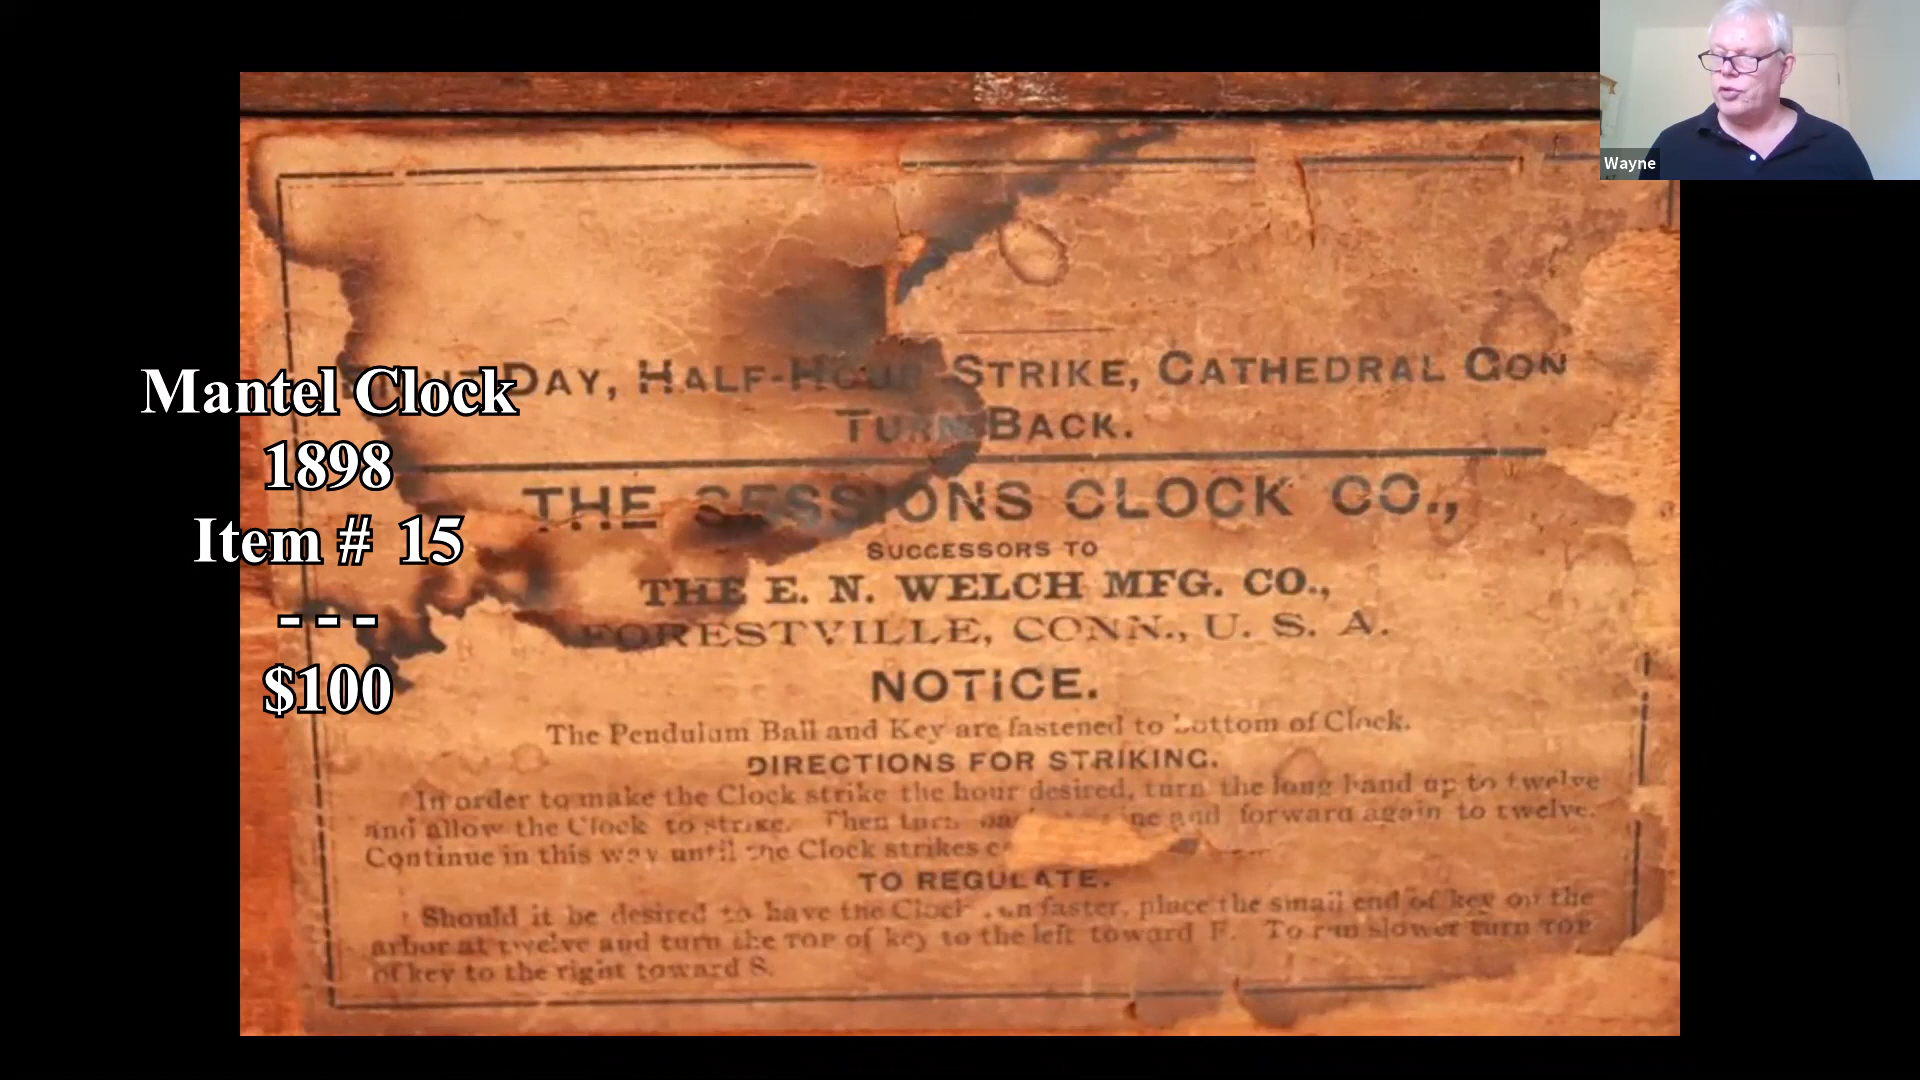 Wayne
Mantel Clock
1898
Item # 15
- - -
$100
DAY, HALF-HOUR STRIKE, CATHEDRAL GON
TURN BACK.
THE SESSIONS CLOCK CO.,
SUCCESSORS TO
THE E. N. WELCH MFG. CO.,
FORESTVILLE, CONN., U. S. A.
NOTICE.
The Pendulum Ball and Key are fastened to bottom of Clock.
DIRECTIONS FOR STRIKING.
In order to make the Clock strike the hour desired, turn the long hand up to twelve
and allow the Clock to strike. Then turn and forward again to twelve.
Continue in this way until the Clock strikes
TO REGULATE.
Should it be desired to have the Clock faster, place the small end of key on the
arbor at twelve and turn the TOP of key to the left toward F. To run slower turn TOP
of key to the right toward S.